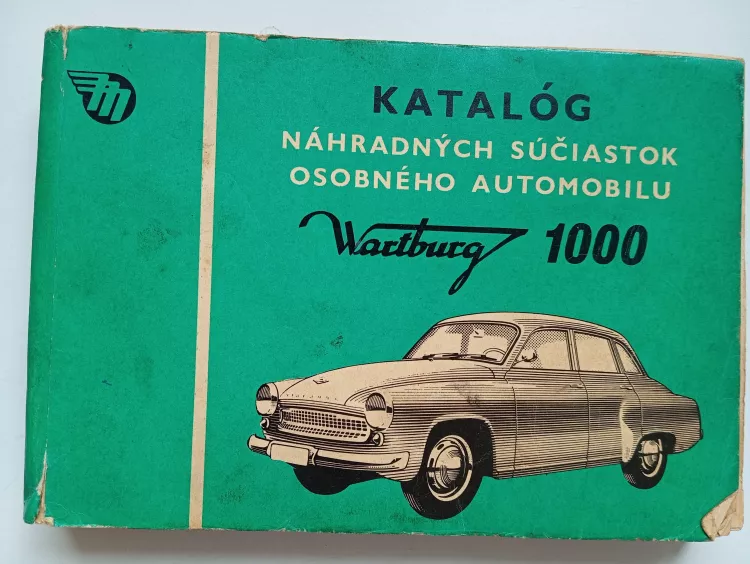 KATALÓG
NÁHRADNÝCH SÚČIASTOK
OSOBNÉHO AUTOMOBILU
Wartburg 1000